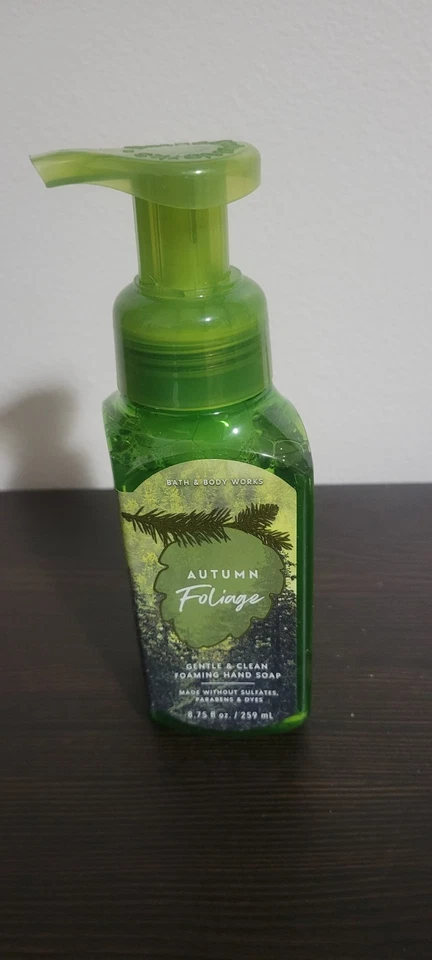 BATH & BODY WORKS
AUTUMN
Foliage
GENTLE & CLEAN
FOAMING HAND SOAP
MADE WITHOUT SULFATES,
PARABENS & DYES
8.75 fl oz. / 259 mL